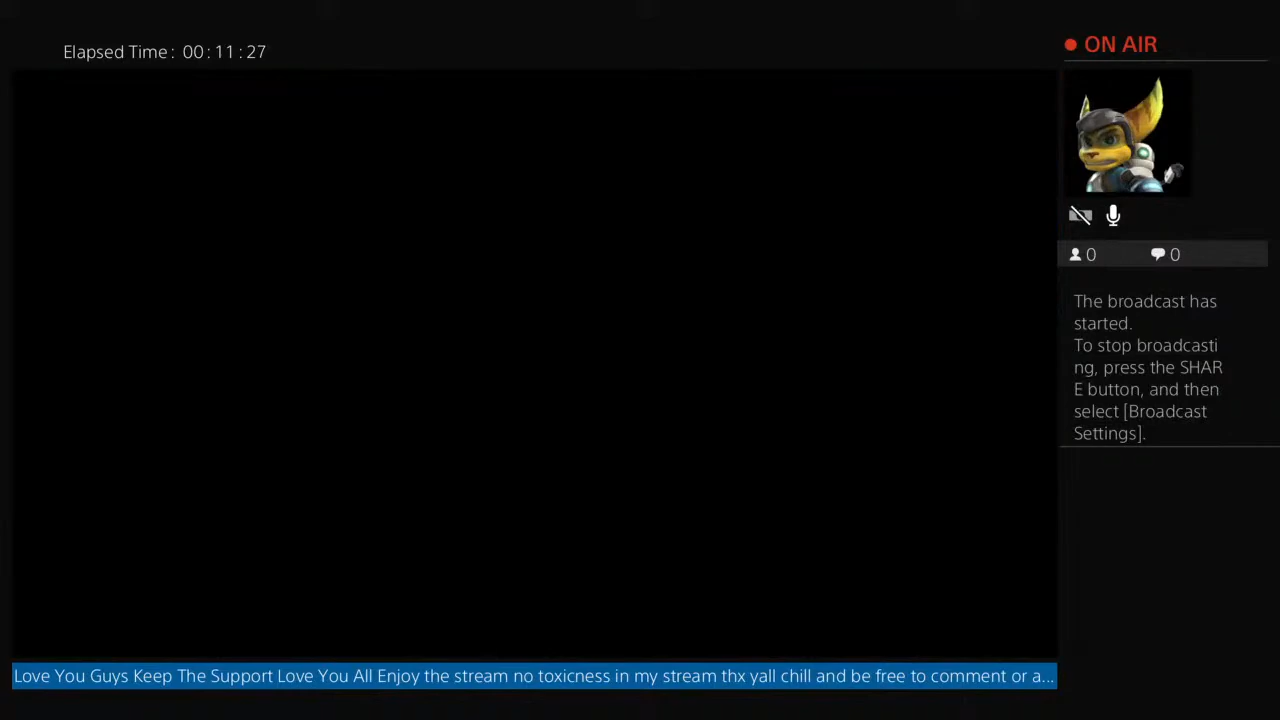 Elapsed Time: 00:11:27
ON AIR
0 0
The broadcast has
started.
To stop broadcasti
ng, press the SHAR
E button, and then
select [Broadcast
Settings].
Love You Guys Keep The Support Love You All Enjoy the stream no toxicness in my stream thx yall chill and be free to comment or a...